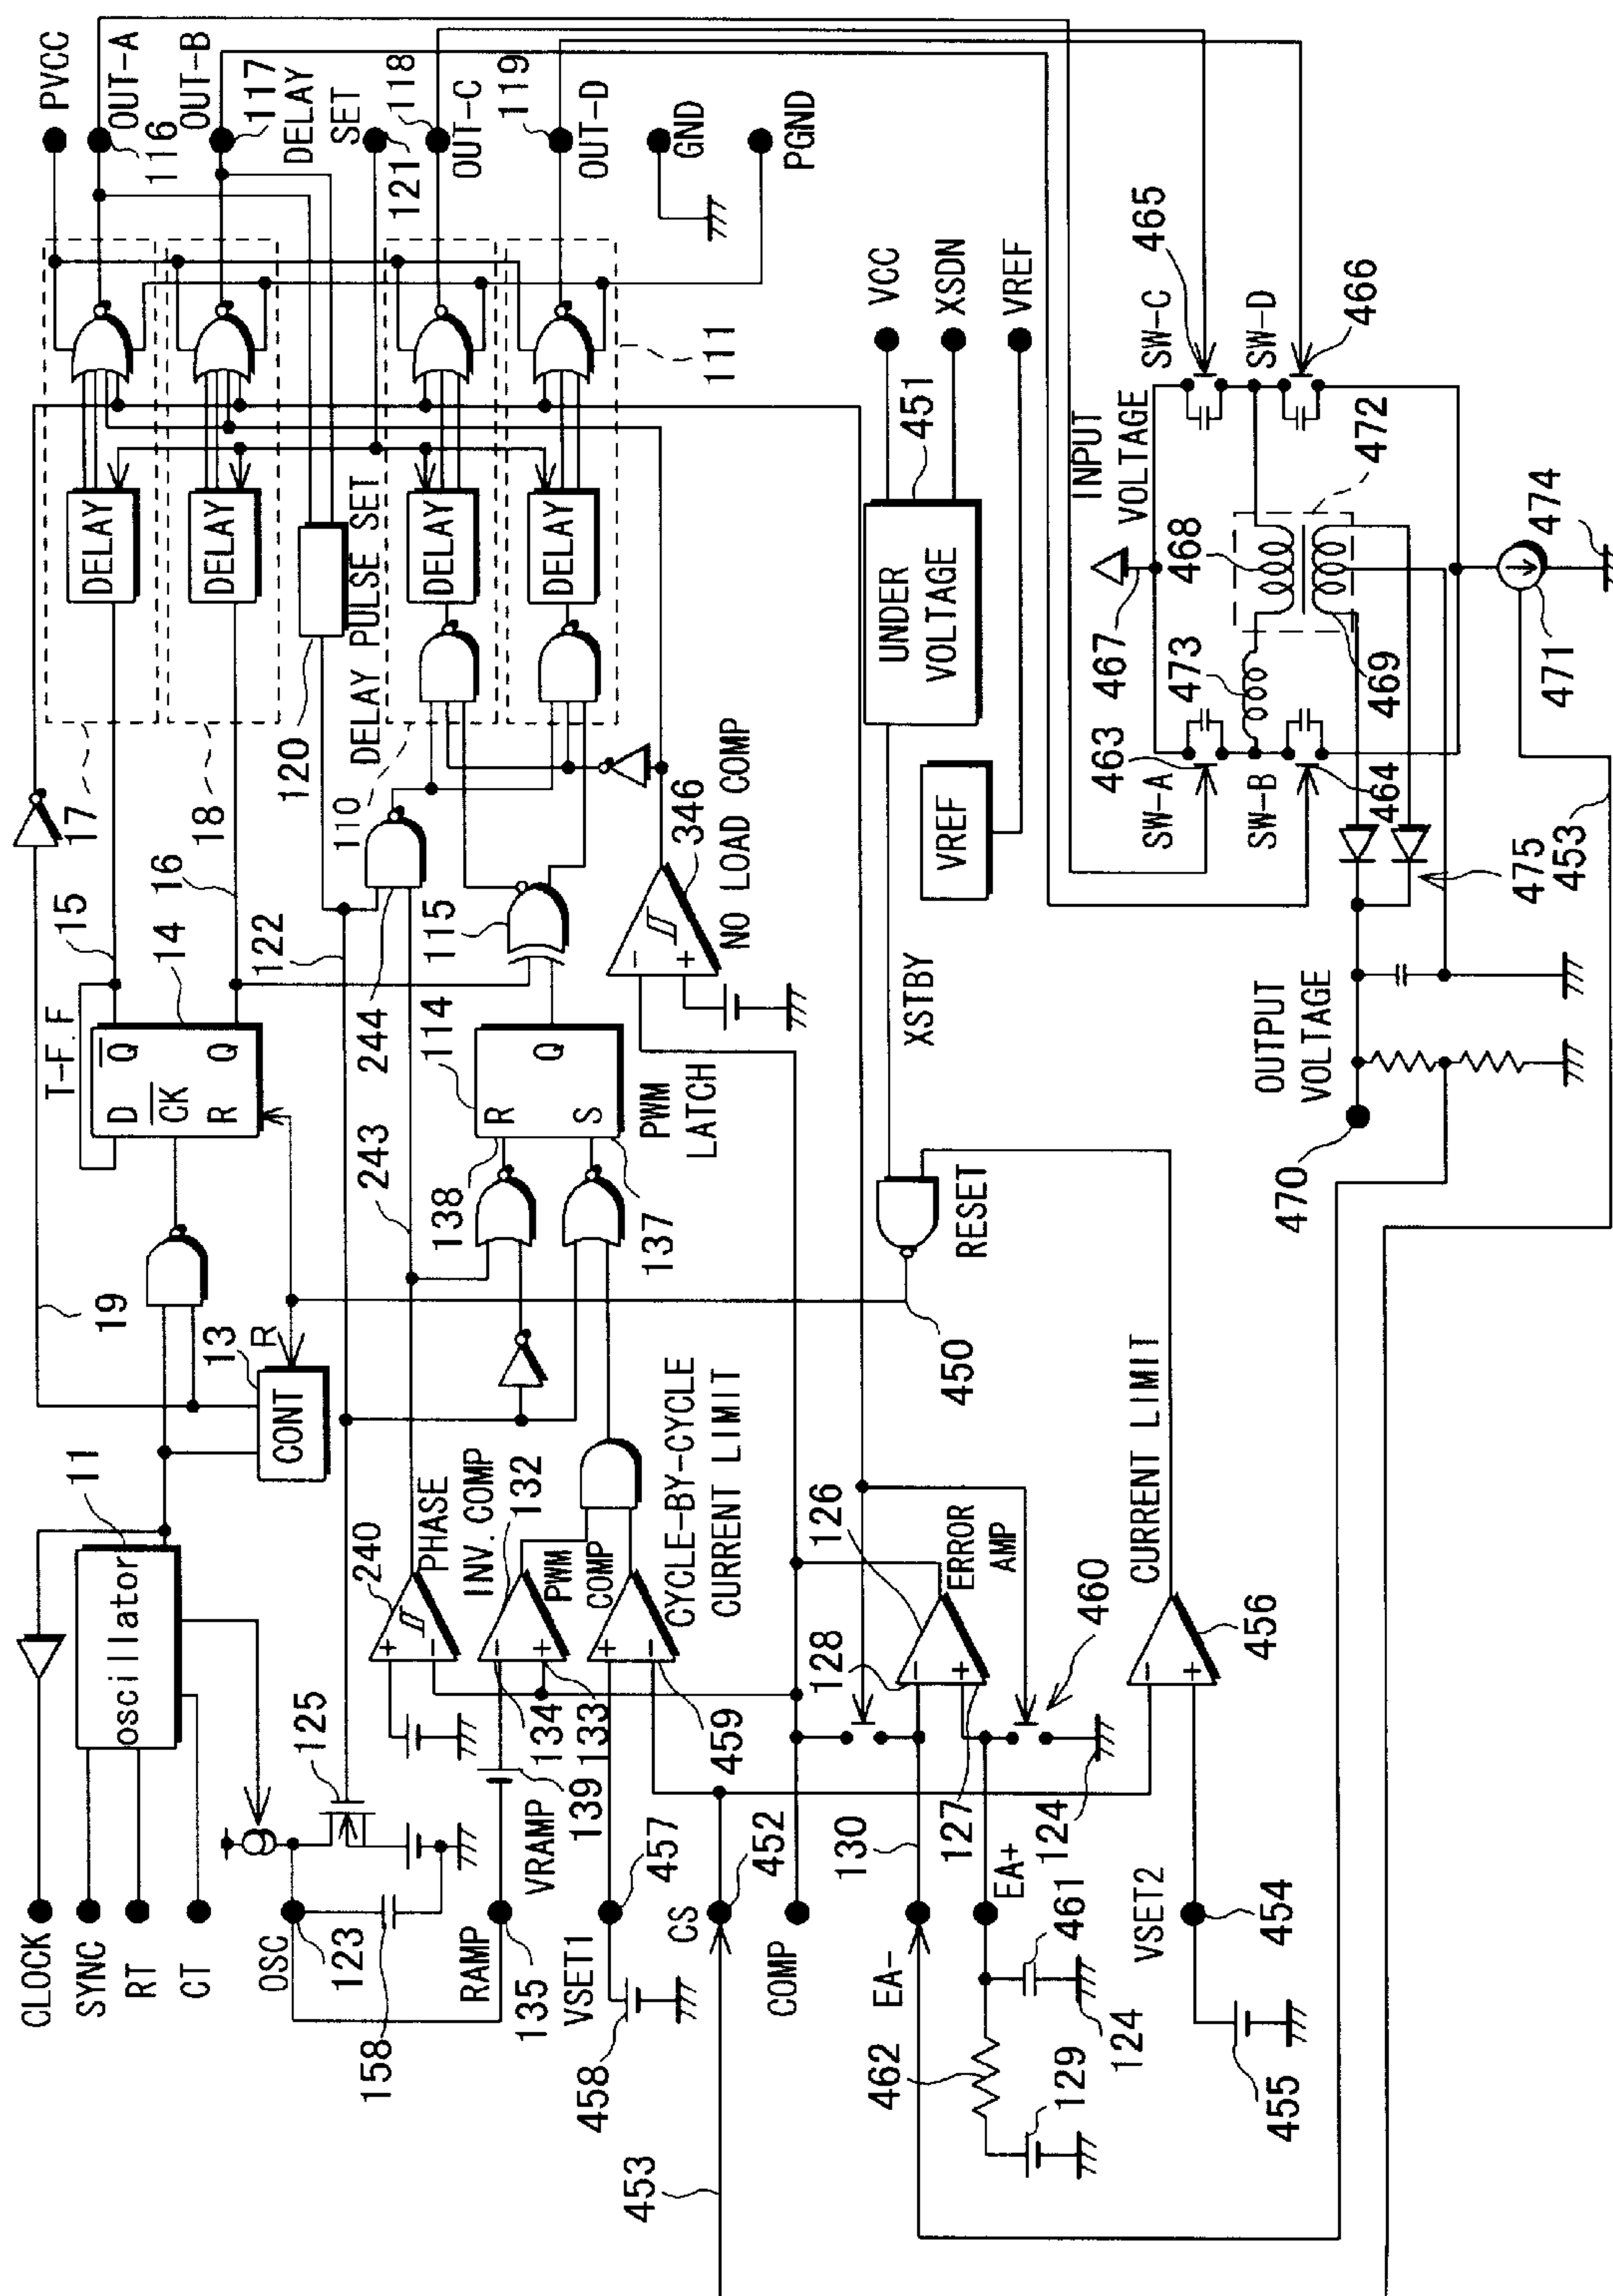 CLOCK
SYNC
RT
CT
OSC
123
158
RAMP
135
VRAMP
139
VSET1
457
458
CS
452
453
COMP
EA-
130
462
129
EA+
461
124
124
VSET2
454
455
oscillator
11
125
240
+
-
PHASE
INV. COMP
132
-
+
134
133
PWM
COMP
+
-
459
CYCLE-BY-CYCLE
CURRENT LIMIT
128
126
-
+
127
ERROR
AMP
460
-
+
456
CURRENT LIMIT
CONT
13
R
19
243
138
137
RESET
450
T-F.F
D
Q
CK
R
Q
14
15
16
122
244
114
R
S
Q
PWM
LATCH
115
-
+
346
NO LOAD COMP
XSTBY
17
18
120
110
DELAY PULSE SET
DELAY
DELAY
DELAY
DELAY
111
PVCC
OUT-A
116
OUT-B
117
DELAY
SET
121
118
OUT-C
119
OUT-D
GND
PGND
UNDER
VOLTAGE
451
VCC
XSDN
VREF
VREF
INPUT
VOLTAGE
467
463
SW-A
SW-B
464
473
468
469
472
SW-C
465
SW-D
466
471
474
475
453
OUTPUT
VOLTAGE
470